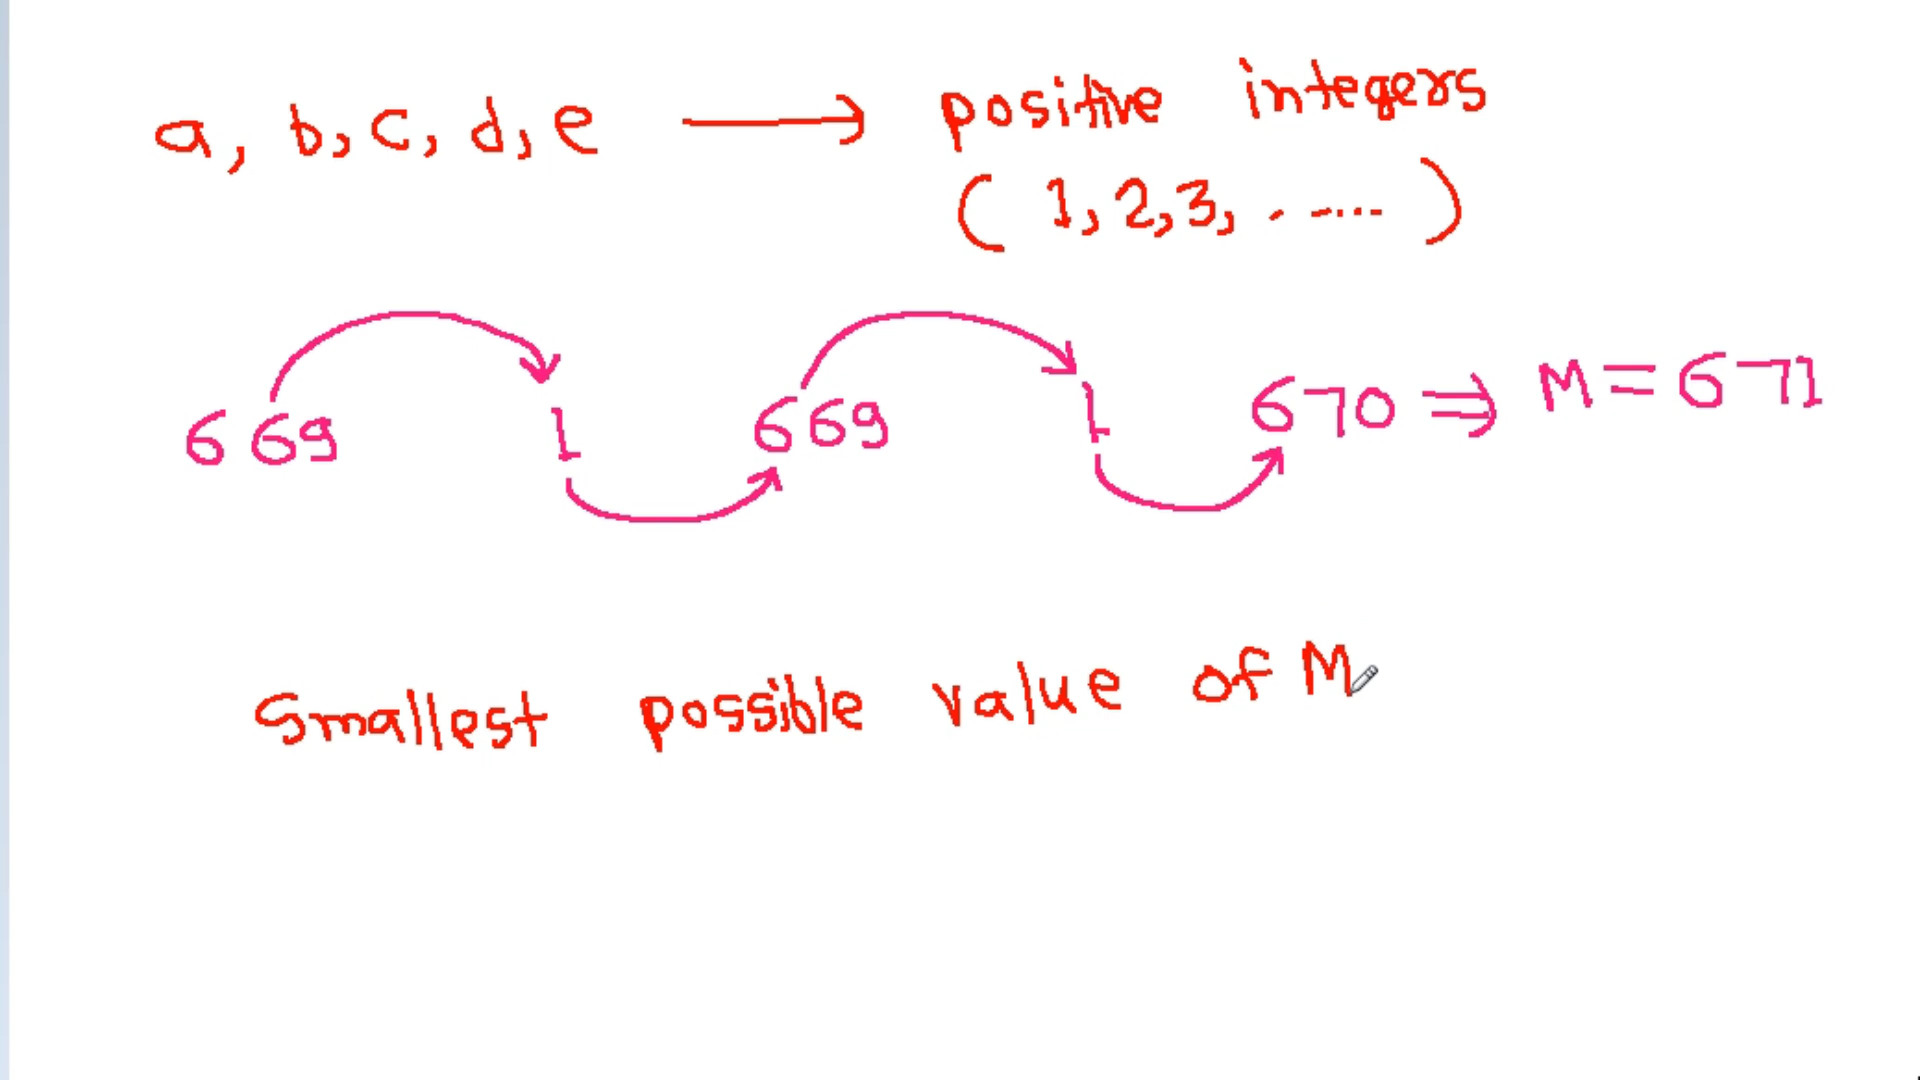 a, b, c, d, e ⟶ positive integers
(1, 2, 3, ......)
669 1 669 1 670 ⇒ M = 671
Smallest possible value of M